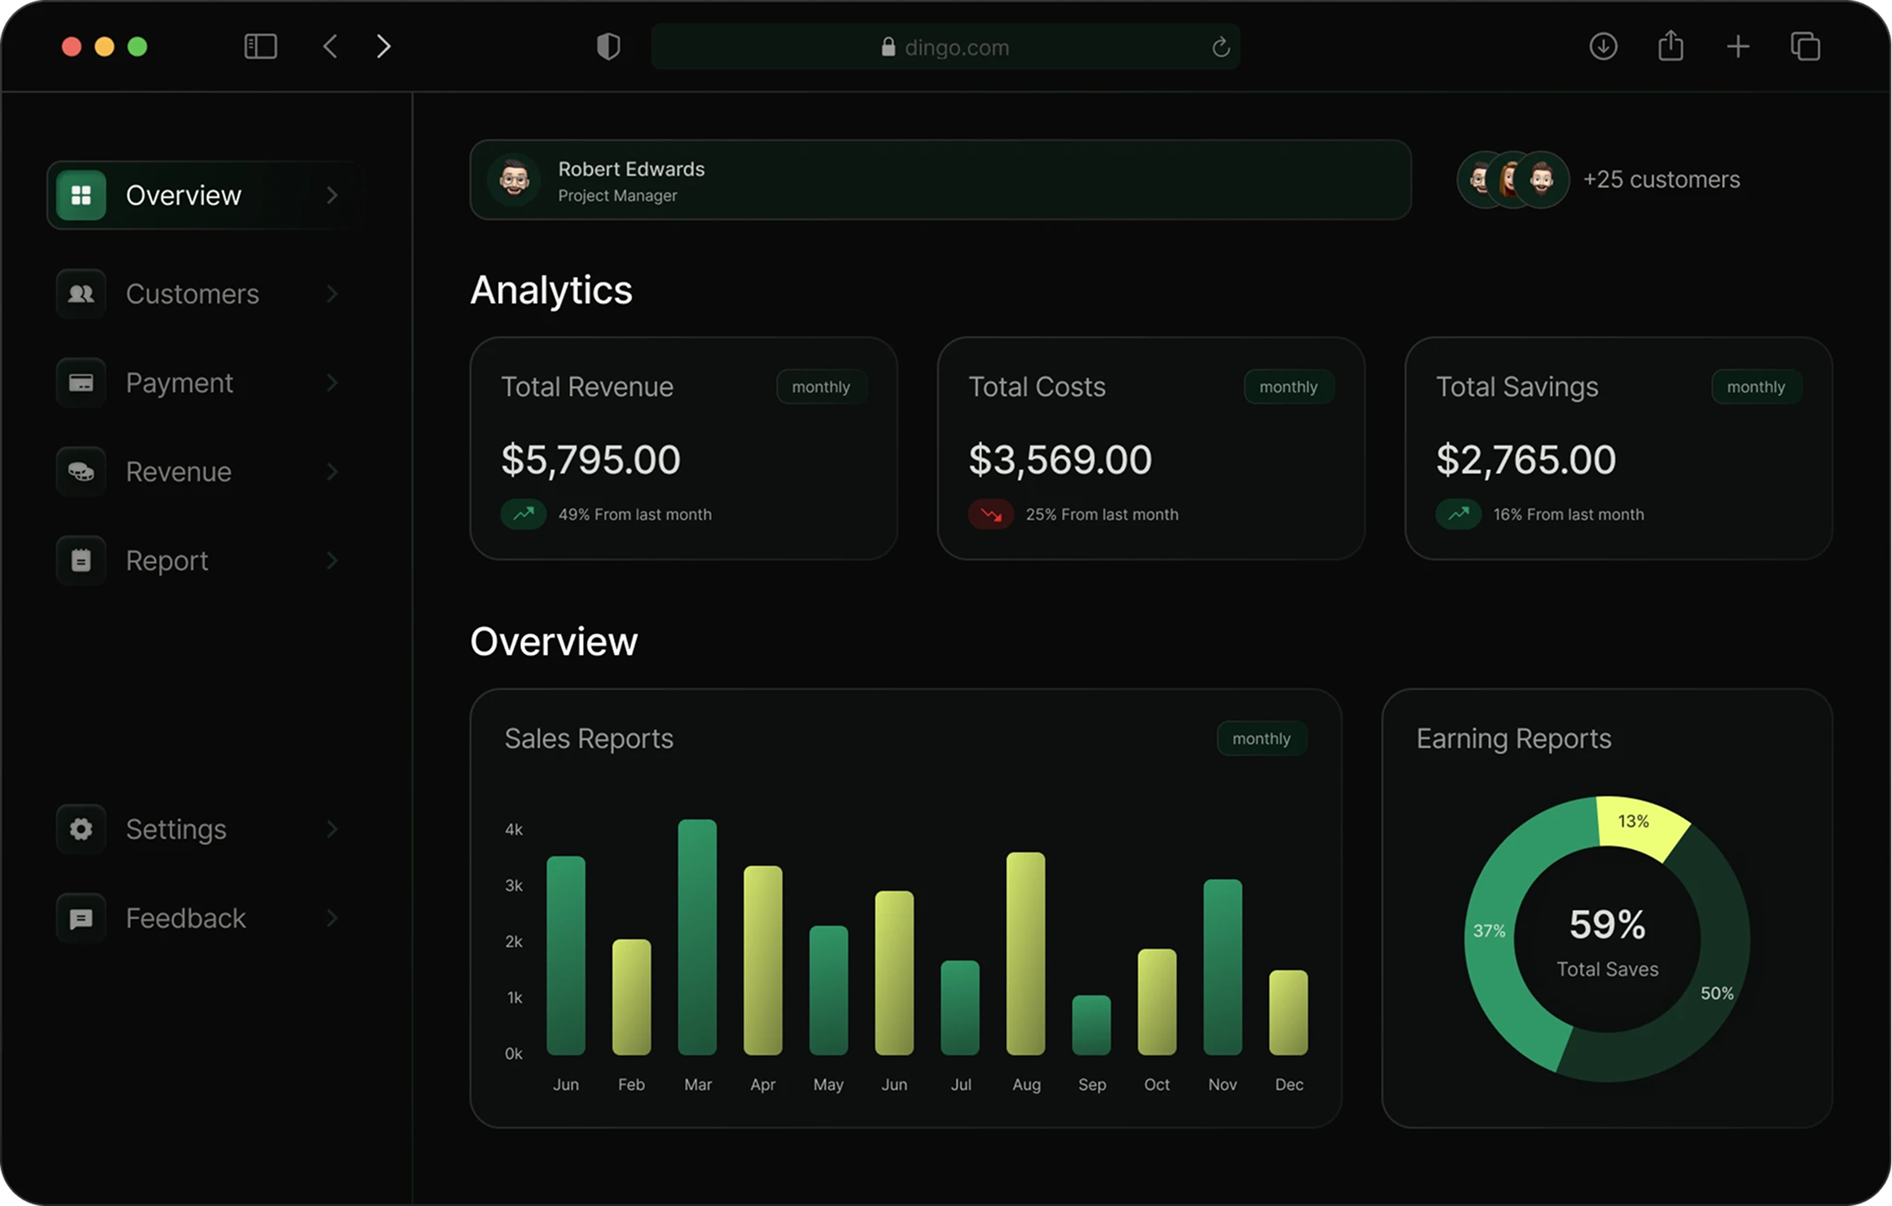 dingo.com
Overview
Customers
Payment
Revenue
Report
Settings
Feedback
Robert Edwards
Project Manager
+25 customers
Analytics
Total Revenue
monthly
$5,795.00
49% From last month
Total Costs
monthly
$3,569.00
25% From last month
Total Savings
monthly
$2,765.00
16% From last month
Overview
Sales Reports
monthly
4k
3k
2k
1k
0k
Jun Feb Mar Apr May Jun Jul Aug Sep Oct Nov Dec
Earning Reports
13%
37%
59%
Total Saves
50%